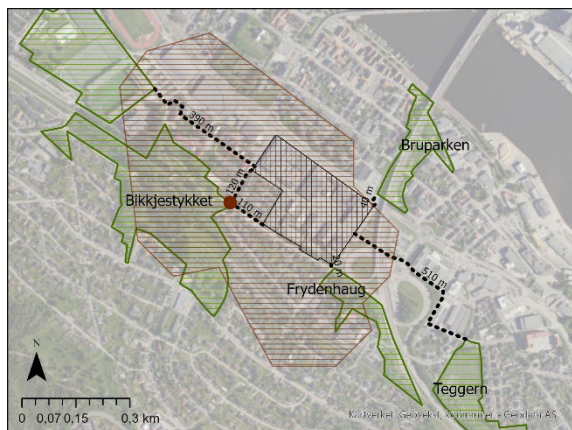 390 m
Bruparken
120 m
Bikkjestykket
110 m
40 m
20 m
510 m
Frydenhaug
N
Teggern
0 0,07 0,15 0,3 km
Kartverket, Geovekst, kommuner - Geodata AS